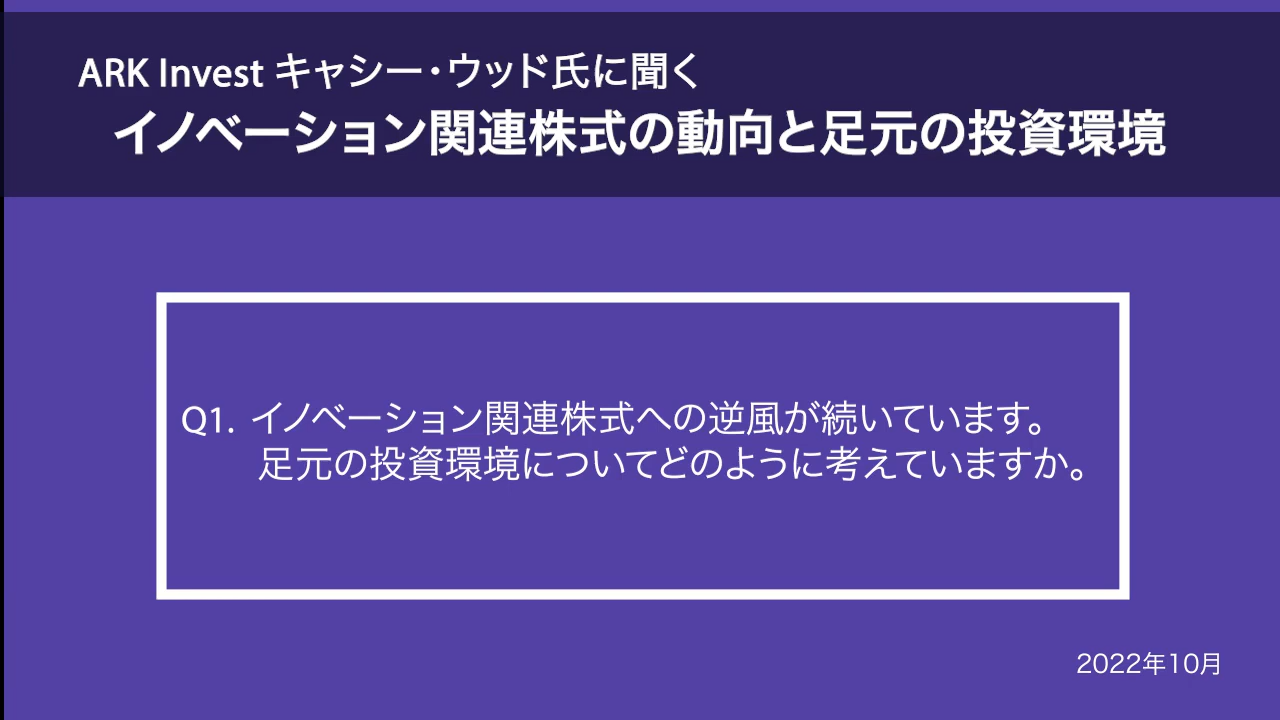 ARK Invest キャシー・ウッド氏に聞く
イノベーション関連株式の動向と足元の投資環境
Q1. イノベーション関連株式への逆風が続いています。
足元の投資環境についてどのように考えていますか。
2022年10月